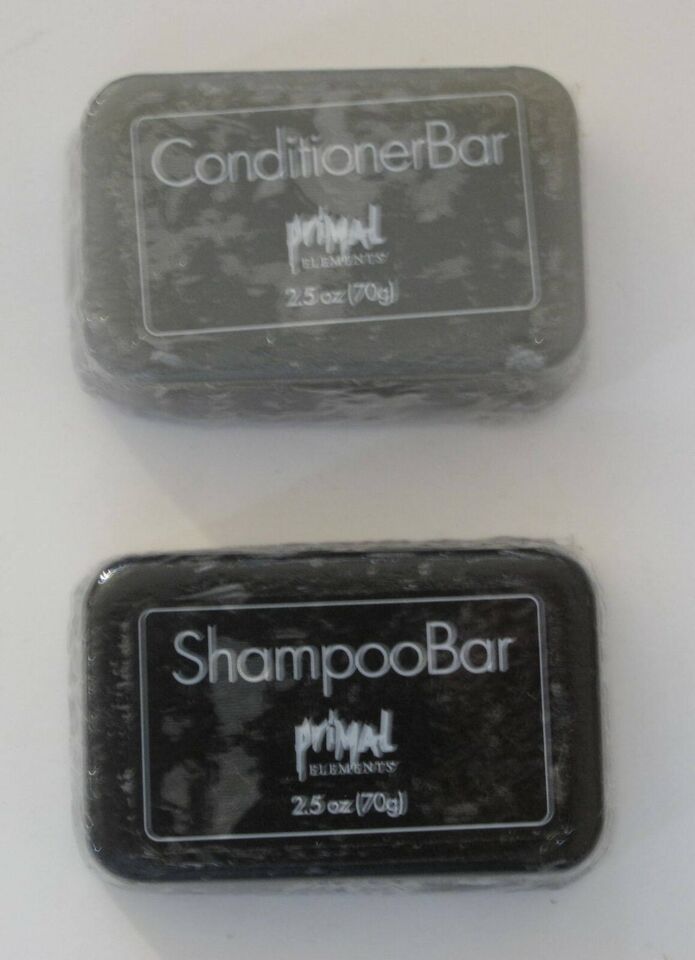 ConditionerBar
primal
ELEMENTS
2.5 oz (70g)
ShampooBar
primal
ELEMENTS
2.5 oz (70g)